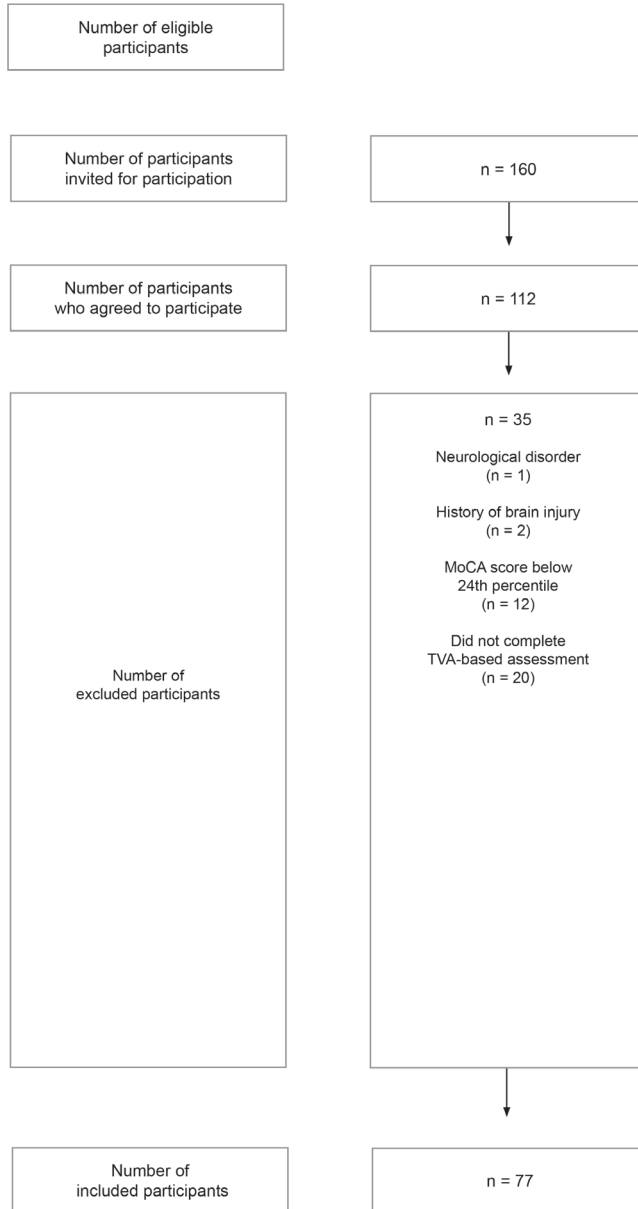 Number of eligible
participants
Number of participants
invited for participation
n = 160
Number of participants
who agreed to participate
n = 112
Number of
excluded participants
n = 35
Neurological disorder
(n = 1)
History of brain injury
(n = 2)
MoCA score below
24th percentile
(n = 12)
Did not complete
TVA-based assessment
(n = 20)
Number of
included participants
n = 77